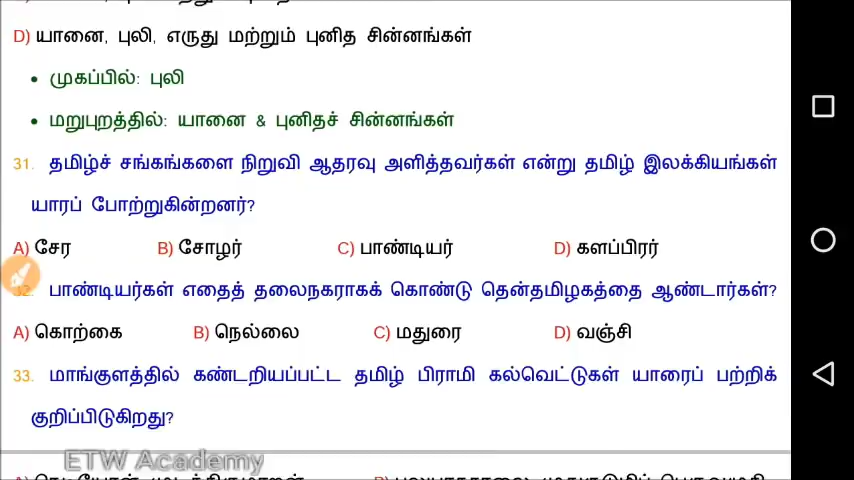 D) யானை, புலி, எருது மற்றும் புனித சின்னங்கள்
• முகப்பில்: புலி
• மறுபுறத்தில்: யானை & புனிதச் சின்னங்கள்
31. தமிழ்ச் சங்கங்களை நிறுவி ஆதரவு அளித்தவர்கள் என்று தமிழ் இலக்கியங்கள்
யாரப் போற்றுகின்றனர்?
A) சேர B) சோழர் C) பாண்டியர் D) களப்பிரர்
32. பாண்டியர்கள் எதைத் தலைநகராகக் கொண்டு தென்தமிழகத்தை ஆண்டார்கள்?
A) கொற்கை B) நெல்லை C) மதுரை D) வஞ்சி
33. மாங்குளத்தில் கண்டறியப்பட்ட தமிழ் பிராமி கல்வெட்டுகள் யாரைப் பற்றிக்
குறிப்பிடுகிறது?
ETW Academy